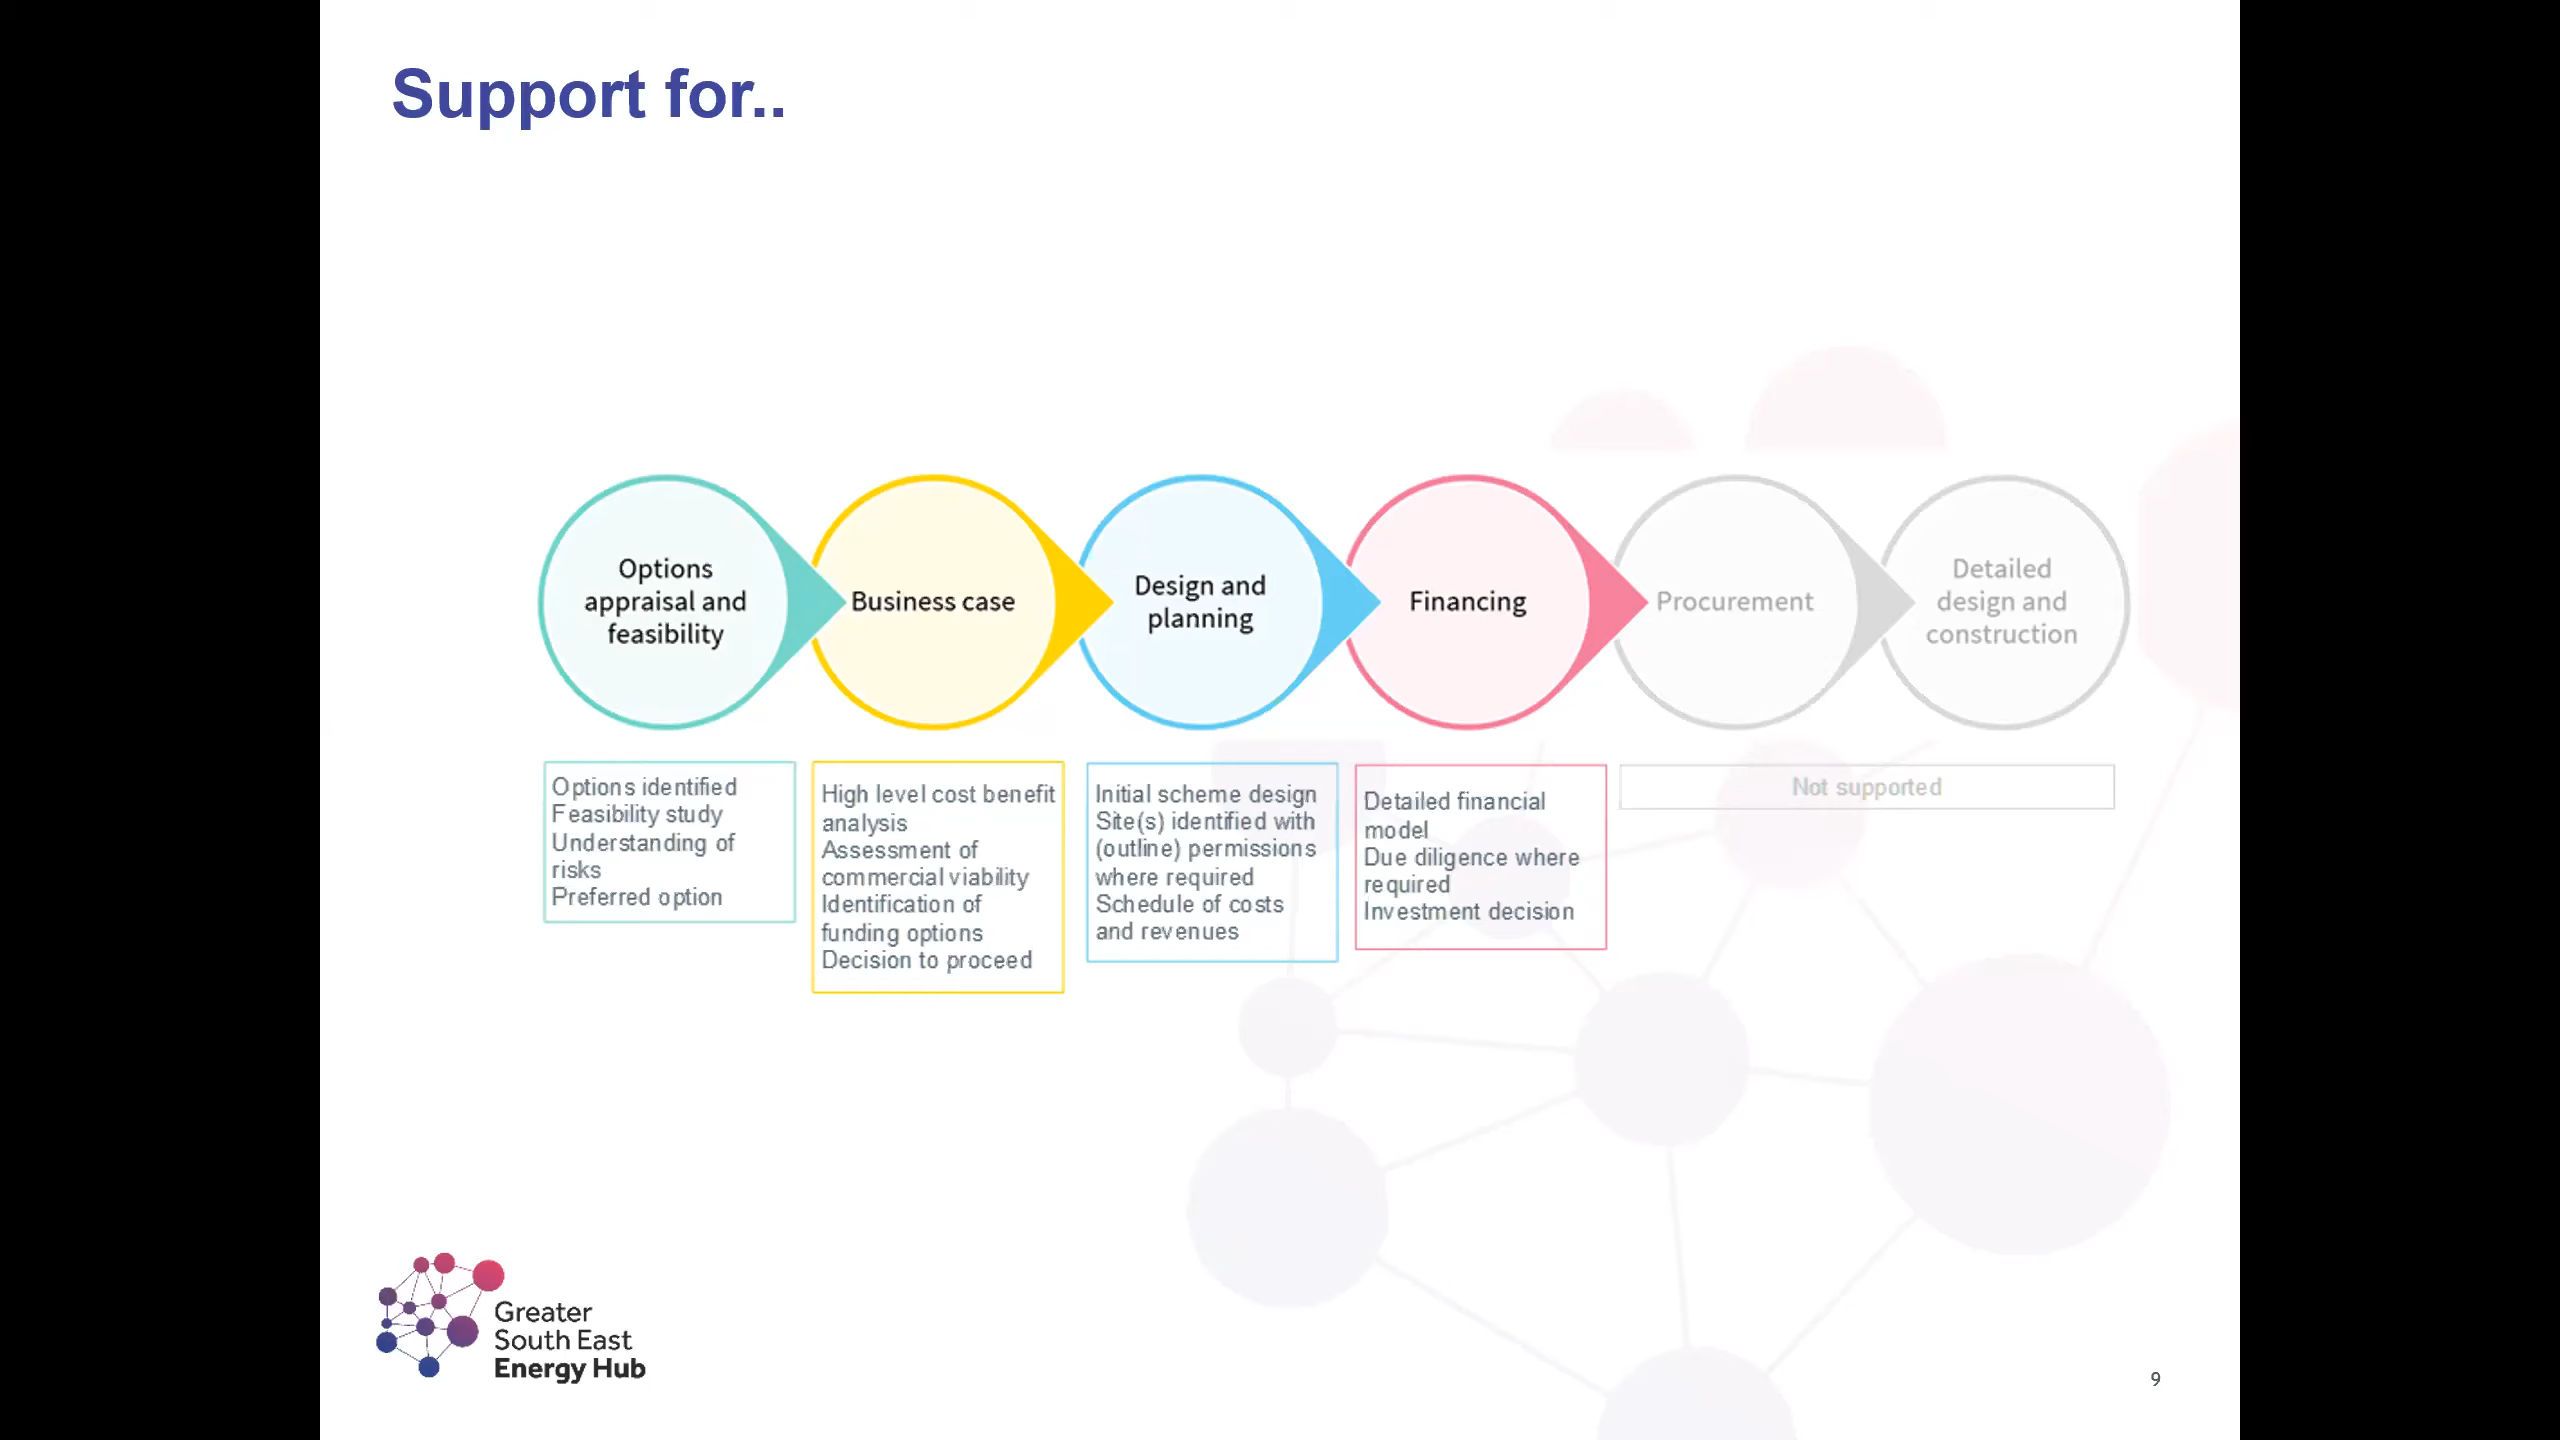 Support for..
Options
appraisal and
feasibility
Business case
Design and
planning
Financing
Procurement
Detailed
design and
construction
Options identified
Feasibility study
Understanding of
risks
Preferred option
High level cost benefit
analysis
Assessment of
commercial viability
Identification of
funding options
Decision to proceed
Initial scheme design
Site(s) identified with
(outline) permissions
where required
Schedule of costs
and revenues
Detailed financial
model
Due diligence where
required
Investment decision
Not supported
Greater
South East
Energy Hub
9